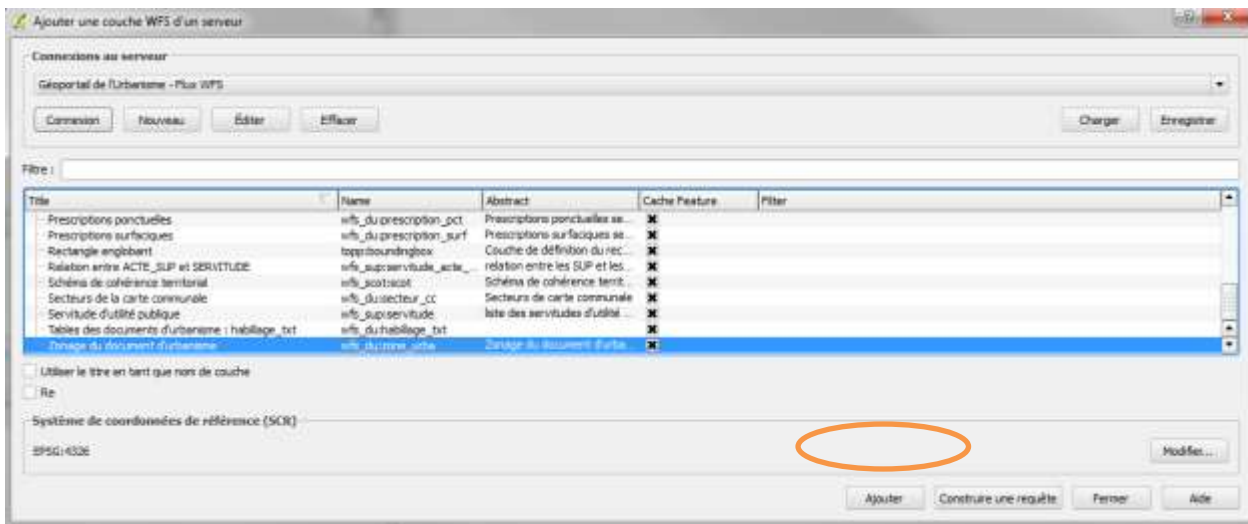 Ajouter une couche WFS d'un serveur
Connexions au serveur
Géoportail de l'Urbanisme - Flux WFS
Connexion Nouveau Éditer Effacer Charger Enregistrer
Filtre :
Title Name Abstract Cache Feature Filter
Prescriptions ponctuelles wfs_du:prescription_pct Prescriptions ponctuelles se...
Prescriptions surfaciques wfs_du:prescription_surf Prescriptions surfaciques se...
Rectangle englobant topp:boundingbox Couche de définition du rec...
Relation entre ACTE_SUP et SERVITUDE wfs_sup:servitude_acte_... relation entre les SUP et les...
Schéma de cohérence territorial wfs_scot:scot Schéma de cohérence territ...
Secteurs de la carte communale wfs_du:secteur_cc Secteurs de carte communale
Servitude d'utilité publique wfs_sup:servitude liste des servitudes d'utilité ...
Tables des documents d'urbanisme : habillage_txt wfs_du:habillage_txt
Zonage du document d'urbanisme wfs_du:zone_urba Zonage du document d'urba...
Utiliser le titre en tant que nom de couche
Re
Système de coordonnées de référence (SCR)
EPSG:4326 Modifier...
Ajouter Construire une requête Fermer Aide